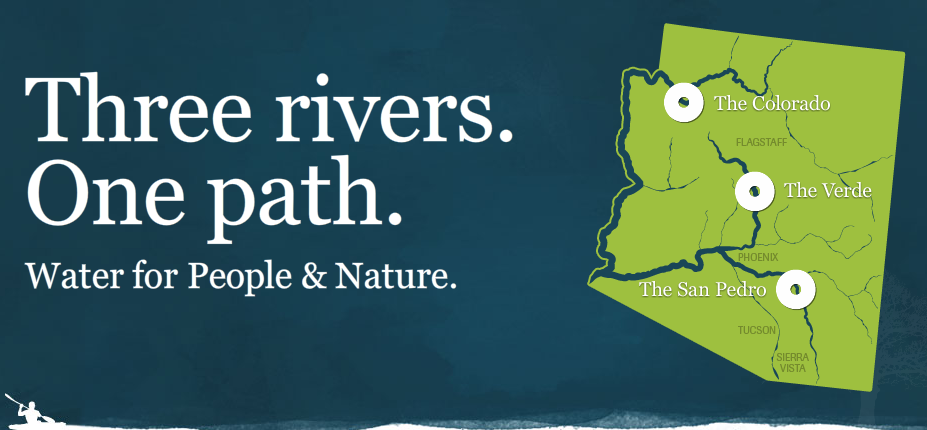 Three rivers.
One path.
Water for People & Nature.
The Colorado
FLAGSTAFF
The Verde
PHOENIX
The San Pedro
TUCSON
SIERRA
VISTA